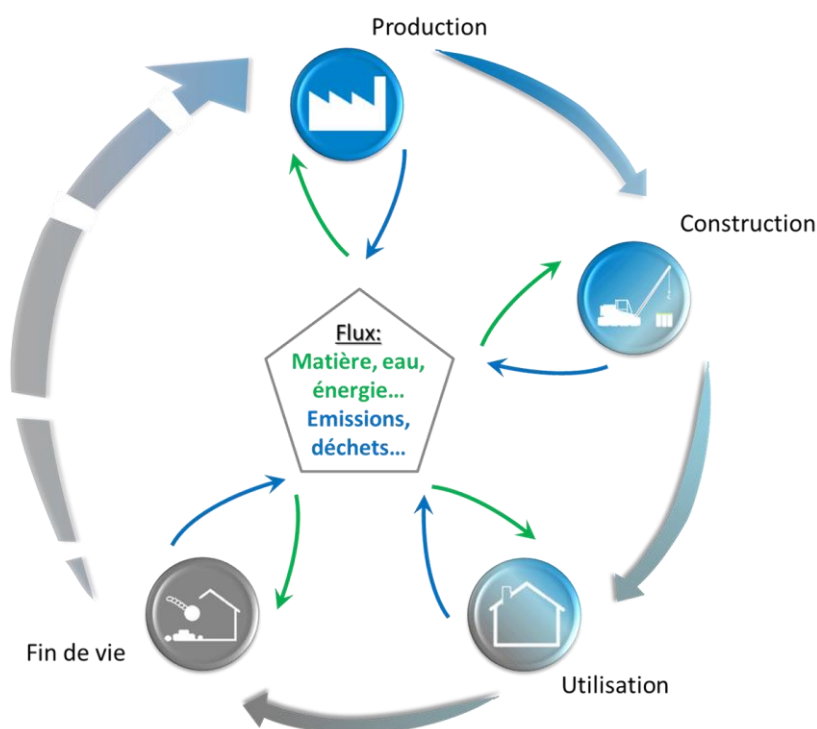 Production
Construction
Flux:
Matière, eau,
énergie...
Emissions,
déchets...
Fin de vie
Utilisation